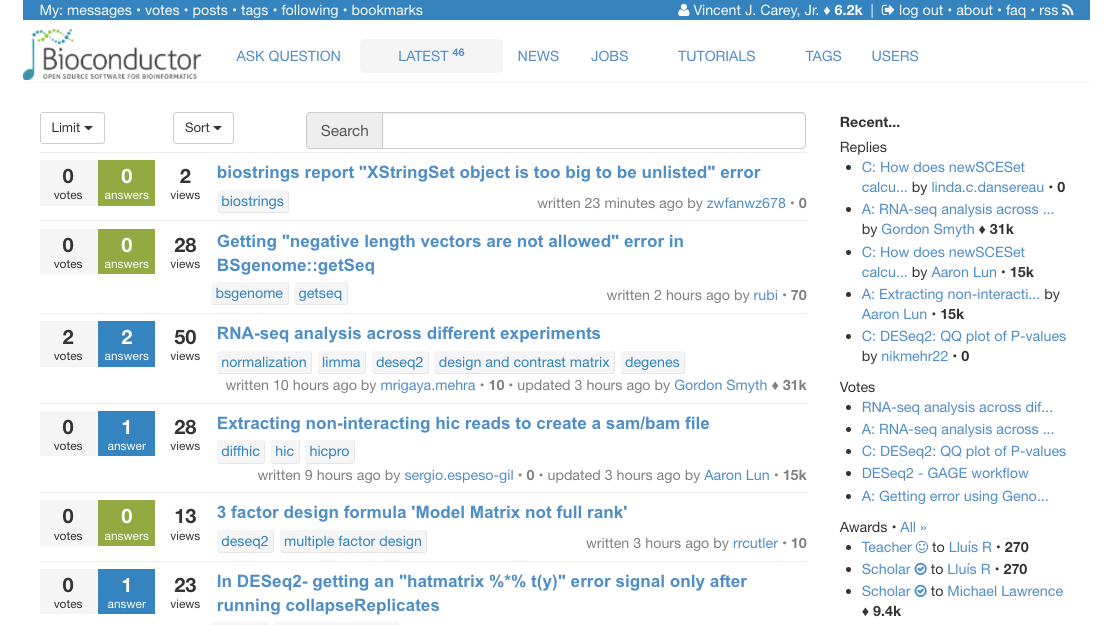 My: messages • votes • posts • tags • following • bookmarks
Vincent J. Carey, Jr. ♦ 6.2k | log out • about • faq • rss
Bioconductor
OPEN SOURCE SOFTWARE FOR BIOINFORMATICS
ASK QUESTION LATEST 46 NEWS JOBS TUTORIALS TAGS USERS
Limit Sort Search
0 votes 0 answers 2 views
biostrings report "XStringSet object is too big to be unlisted" error
biostrings
written 23 minutes ago by zwfanwz678 • 0
0 votes 0 answers 28 views
Getting "negative length vectors are not allowed" error in
BSgenome::getSeq
bsgenome getseq
written 2 hours ago by rubi • 70
2 votes 2 answers 50 views
RNA-seq analysis across different experiments
normalization limma deseq2 design and contrast matrix degenes
written 10 hours ago by mrigaya.mehra • 10 • updated 3 hours ago by Gordon Smyth ♦ 31k
0 votes 1 answer 28 views
Extracting non-interacting hic reads to create a sam/bam file
diffhic hic hicpro
written 9 hours ago by sergio.espeso-gil • 0 • updated 3 hours ago by Aaron Lun • 15k
0 votes 0 answers 13 views
3 factor design formula 'Model Matrix not full rank'
deseq2 multiple factor design
written 3 hours ago by rrcutler • 10
0 votes 1 answer 23 views
In DESeq2- getting an "hatmatrix %*% t(y)" error signal only after
running collapseReplicates
Recent...
Replies
C: How does newSCESet
calcu... by linda.c.dansereau • 0
A: RNA-seq analysis across ...
by Gordon Smyth ♦ 31k
C: How does newSCESet
calcu... by Aaron Lun • 15k
A: Extracting non-interacti... by
Aaron Lun • 15k
C: DESeq2: QQ plot of P-values
by nikmehr22 • 0
Votes
RNA-seq analysis across dif...
A: RNA-seq analysis across ...
C: DESeq2: QQ plot of P-values
DESeq2 - GAGE workflow
A: Getting error using Geno...
Awards • All »
Teacher to Lluís R • 270
Scholar to Lluís R • 270
Scholar to Michael Lawrence
♦ 9.4k